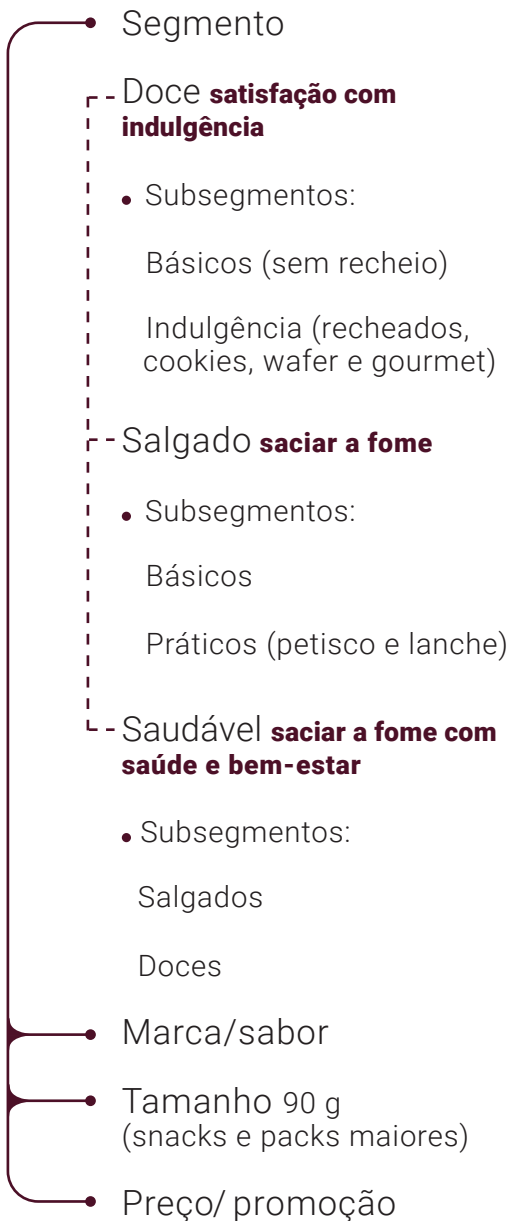 Segmento
Doce satisfação com
indulgência
• Subsegmentos:
Básicos (sem recheio)
Indulgência (recheados,
cookies, wafer e gourmet)
Salgado saciar a fome
• Subsegmentos:
Básicos
Práticos (petisco e lanche)
Saudável saciar a fome com
saúde e bem-estar
• Subsegmentos:
Salgados
Doces
Marca/sabor
Tamanho 90 g
(snacks e packs maiores)
Preço/ promoção